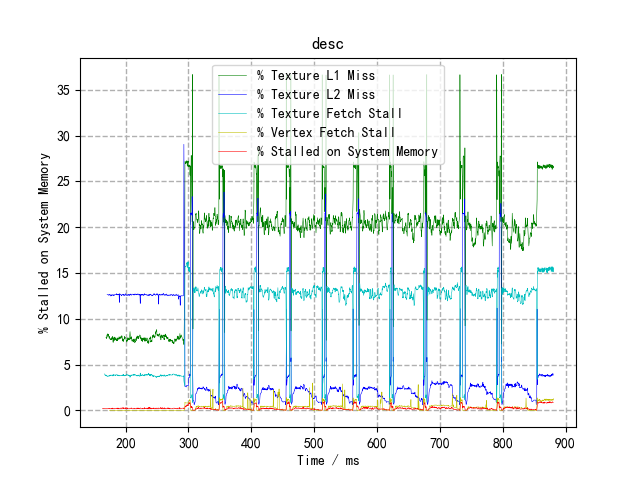 desc
% Texture L1 Miss
% Texture L2 Miss
% Texture Fetch Stall
% Vertex Fetch Stall
% Stalled on System Memory
% Stalled on System Memory
35
30
25
20
15
10
5
0
200 300 400 500 600 700 800 900
Time / ms